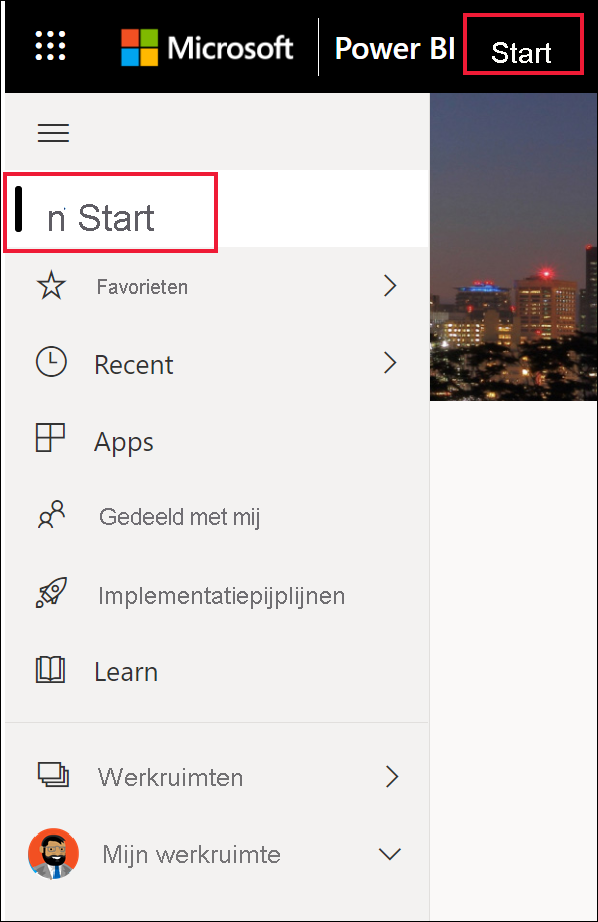 Microsoft Power BI Start
n Start
Favorieten
Recent
Apps
Gedeeld met mij
Implementatiepijplijnen
Learn
Werkruimten
Mijn werkruimte